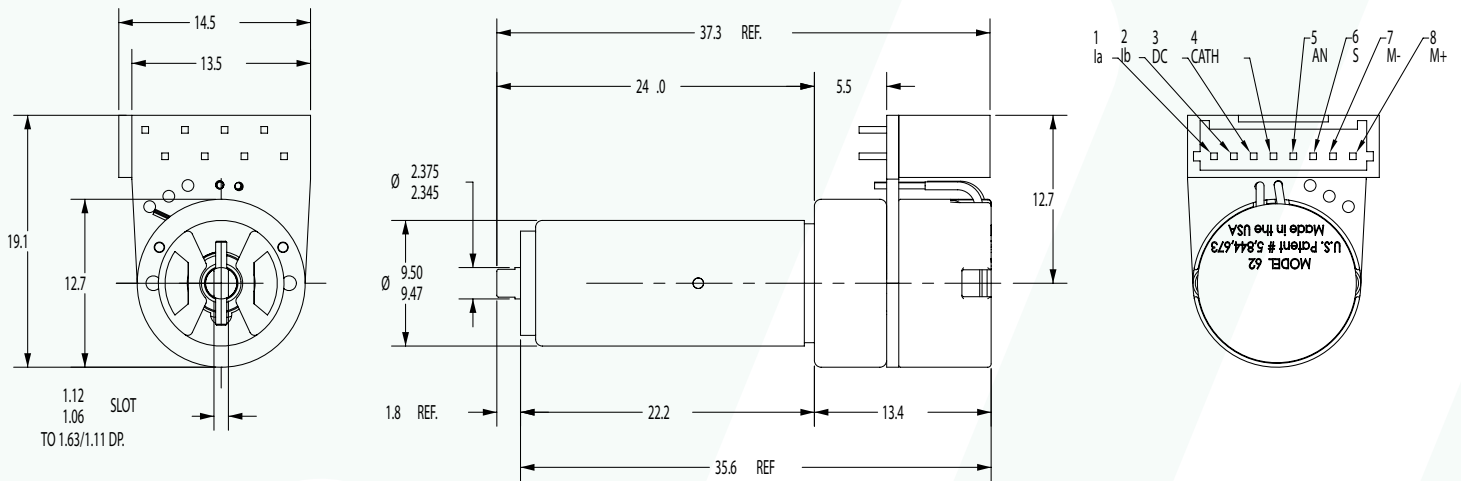 14.5
13.5
19.1
12.7
1.12
1.06
SLOT
TO 1.63/1.11 DP.
37.3 REF.
24 .0
5.5
Ø 2.375
2.345
Ø 9.50
9.47
12.7
1.8 REF.
22.2
13.4
35.6 REF
1 2 3 4 5 6 7 8
Ia Ib DC CATH AN S M- M+
MODEL 62
U.S. Patent # 5,844,673
Made in the USA